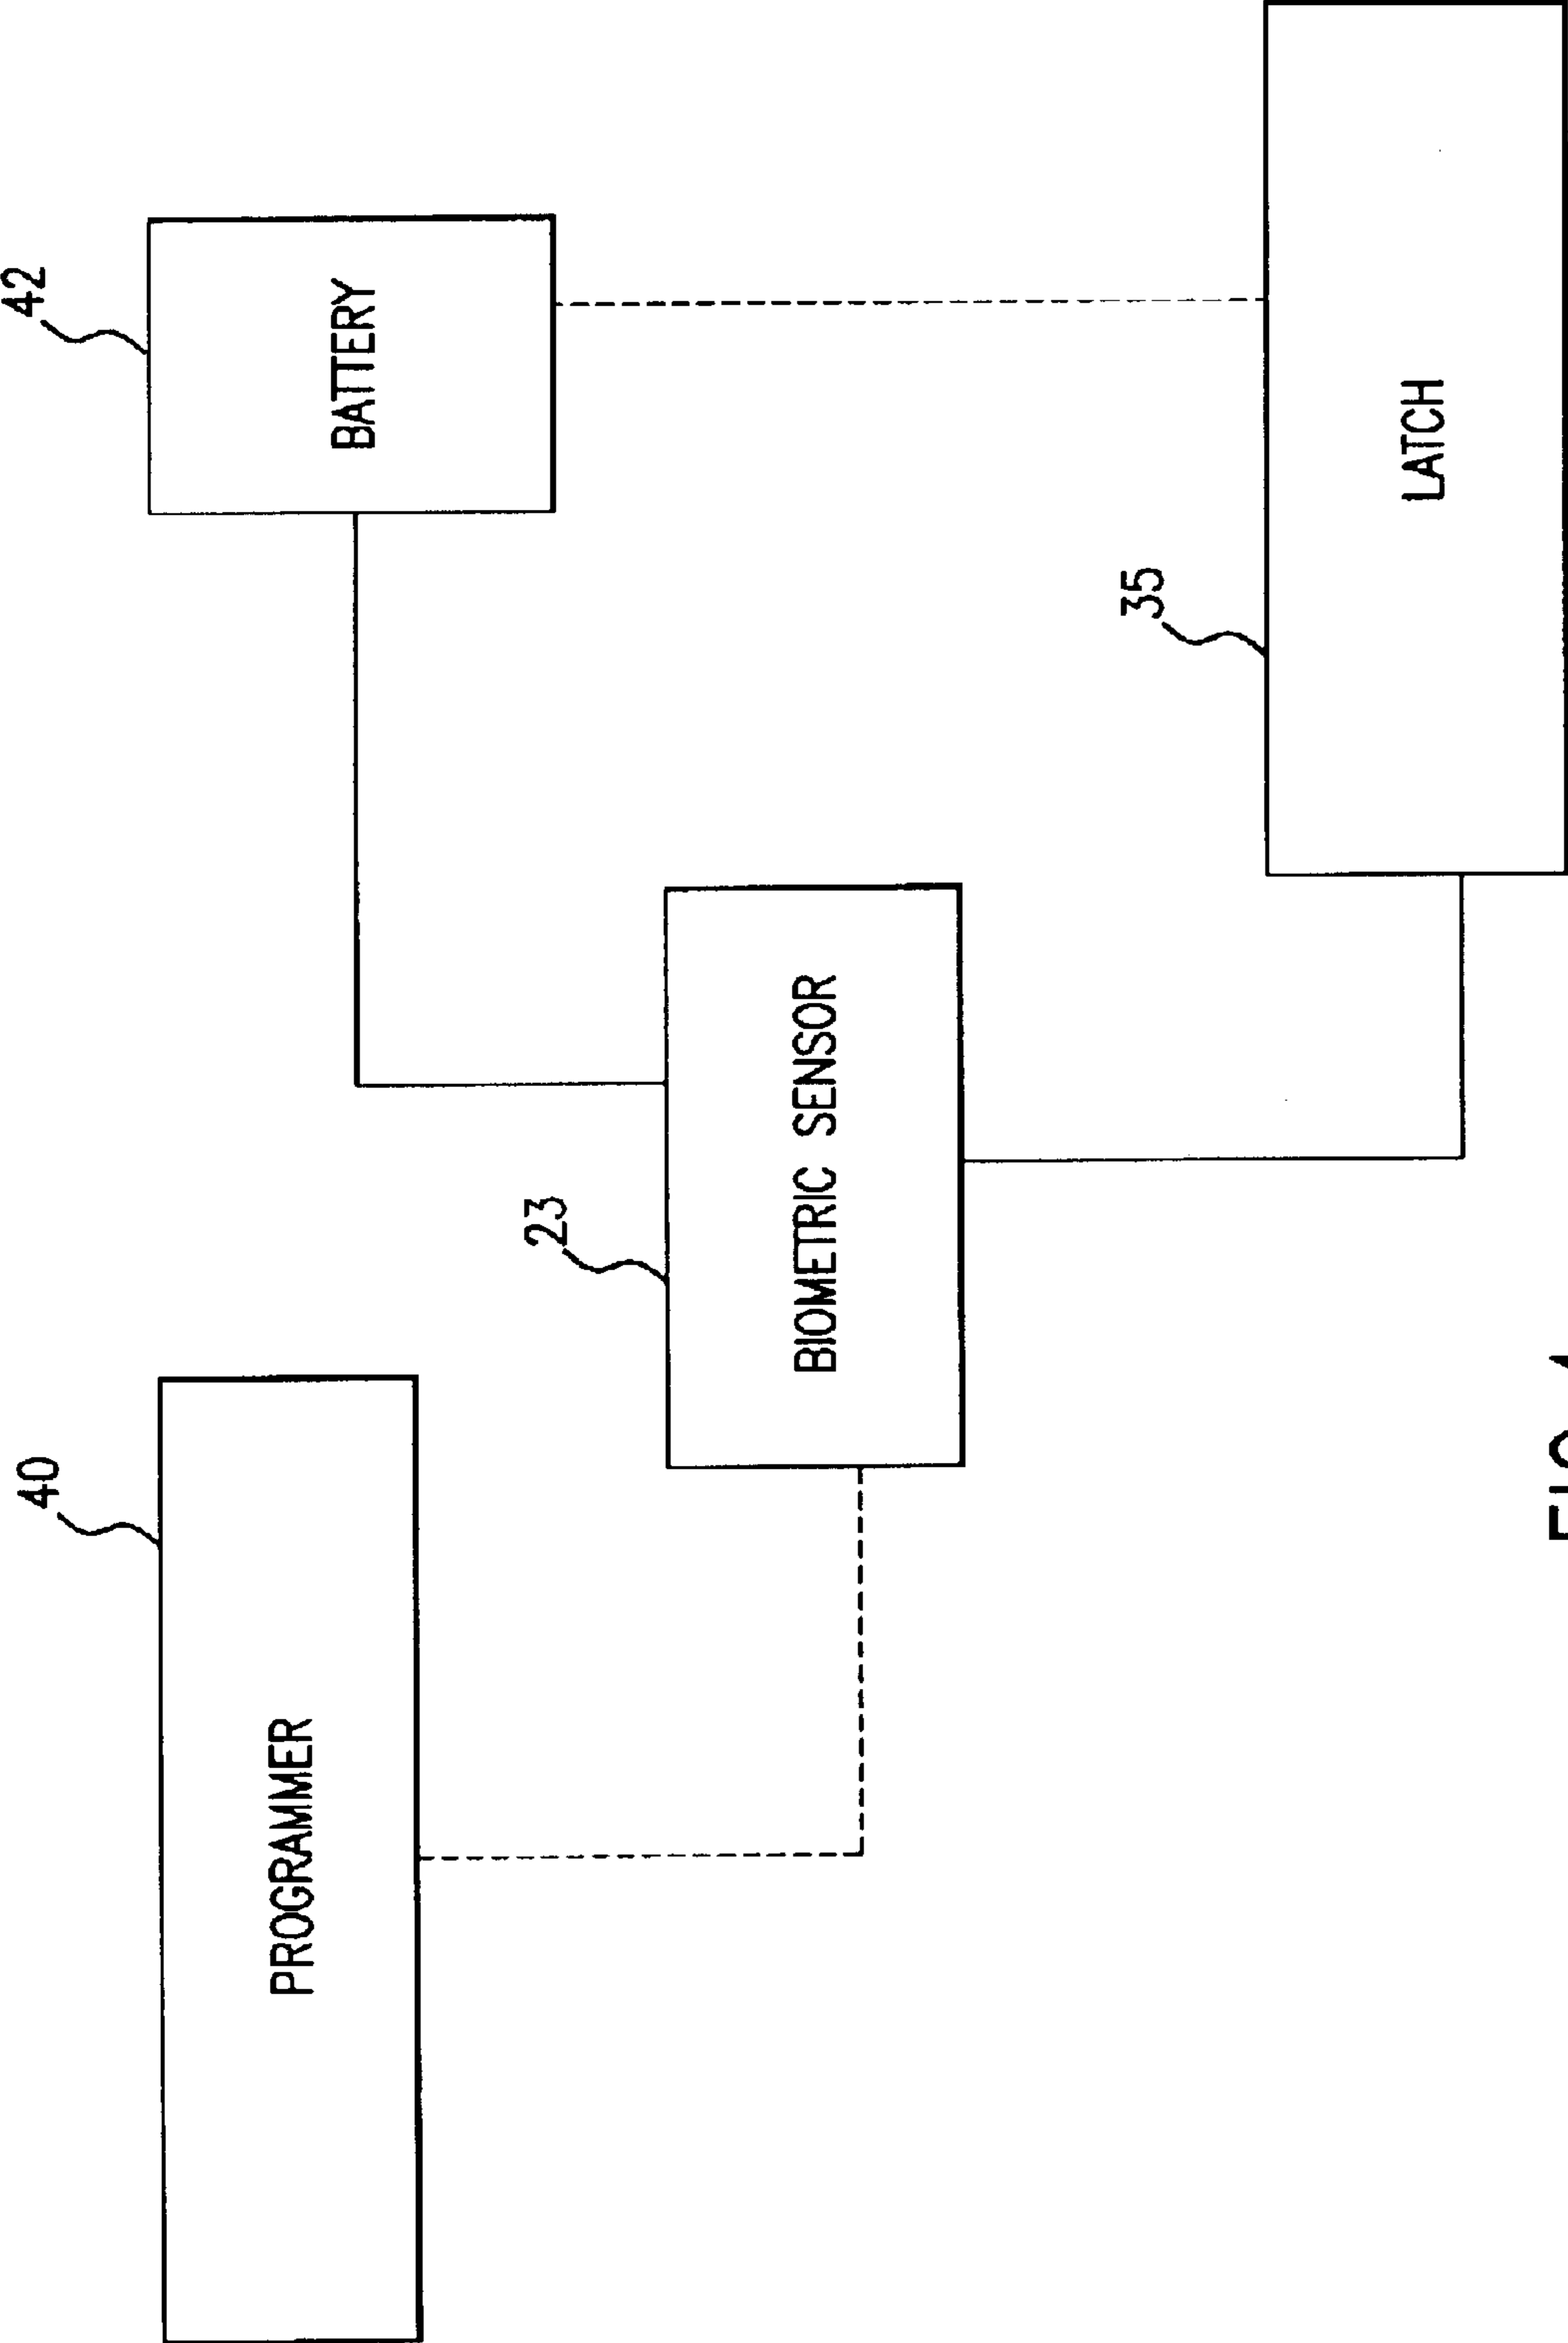 40
42
PROGRAMMER
BATTERY
23
BIOMETRIC SENSOR
35
LATCH